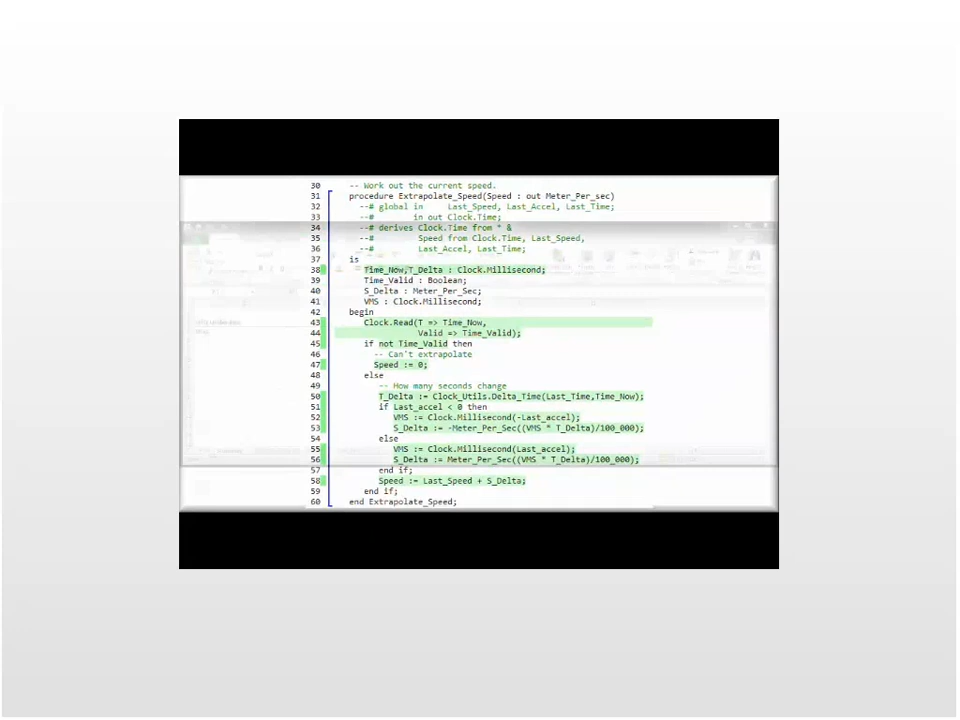 30 -- Work out the current speed.
31 procedure Extrapolate_Speed(Speed : out Meter_Per_sec)
32 --# global in Last_Speed, Last_Accel, Last_Time;
33 --# in out Clock.Time;
34 --# derives Clock.Time from * &
35 --# Speed from Clock.Time, Last_Speed,
36 --# Last_Accel, Last_Time;
37 is
38 Time_Now,T_Delta : Clock.Millisecond;
39 Time_Valid : Boolean;
40 S_Delta : Meter_Per_Sec;
41 VMS : Clock.Millisecond;
42 begin
43 Clock.Read(T => Time_Now,
44 Valid => Time_Valid);
45 if not Time_Valid then
46 -- Can't extrapolate
47 Speed := 0;
48 else
49 -- How many seconds change
50 T_Delta := Clock_Utils.Delta_Time(Last_Time,Time_Now);
51 if Last_accel < 0 then
52 VMS := Clock.Millisecond(-Last_accel);
53 S_Delta := -Meter_Per_Sec((VMS * T_Delta)/100_000);
54 else
55 VMS := Clock.Millisecond(Last_accel);
56 S_Delta := Meter_Per_Sec((VMS * T_Delta)/100_000);
57 end if;
58 Speed := Last_Speed + S_Delta;
59 end if;
60 end Extrapolate_Speed;